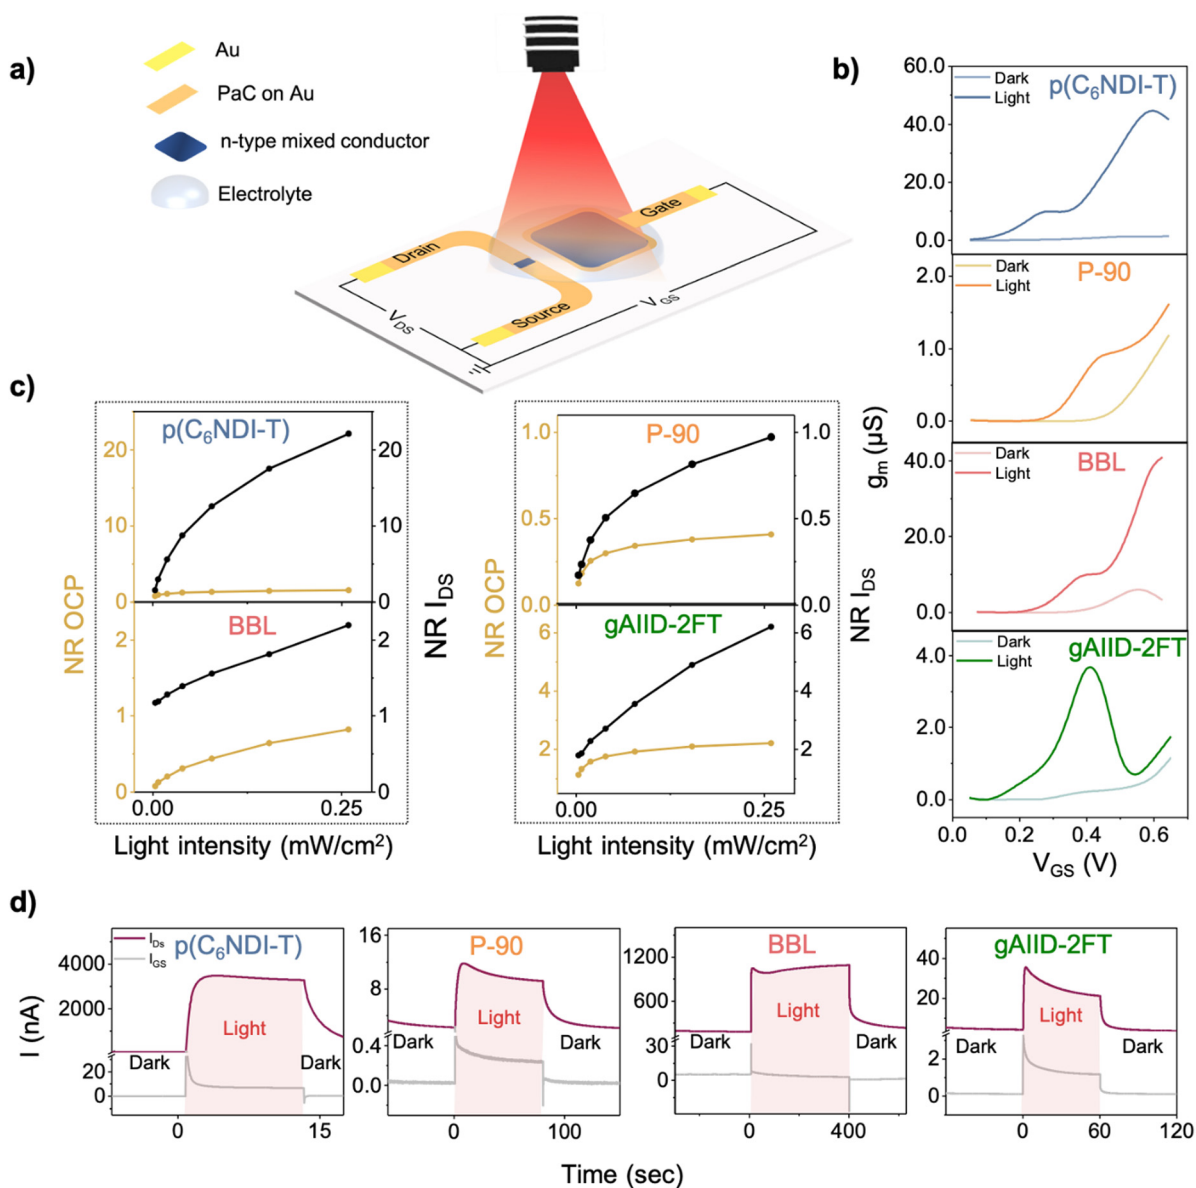 a)
Au
PaC on Au
n-type mixed conductor
Electrolyte
Drain
Gate
Source
V_DS
V_GS
b)
60.0
40.0
20.0
0.0
Dark
Light
p(C₆NDI-T)
2.0
1.0
0.0
Dark
Light
P-90
40.0
20.0
0.0
Dark
Light
BBL
4.0
2.0
0.0
Dark
Light
gAIID-2FT
g_m (µS)
0.0 0.2 0.4 0.6
V_GS (V)
c)
p(C₆NDI-T)
20
10
0
20
10
0
BBL
2
1
0
2
1
0
NR OCP
NR I_DS
0.00 0.25
Light intensity (mW/cm²)
P-90
1.0
0.5
0.0
1.0
0.5
0.0
gAIID-2FT
6
4
2
6
4
2
NR OCP
NR I_DS
0.00 0.25
Light intensity (mW/cm²)
d)
I (nA)
I_Ds
I_GS
p(C₆NDI-T)
4000
2000
20
0
Light
Dark
Dark
0 15
P-90
16
8
0.4
0.0
Light
Dark
Dark
0 100
BBL
1200
600
30
0
Light
Dark
Dark
0 400
gAIID-2FT
40
20
2
0
Light
Dark
Dark
0 60 120
Time (sec)